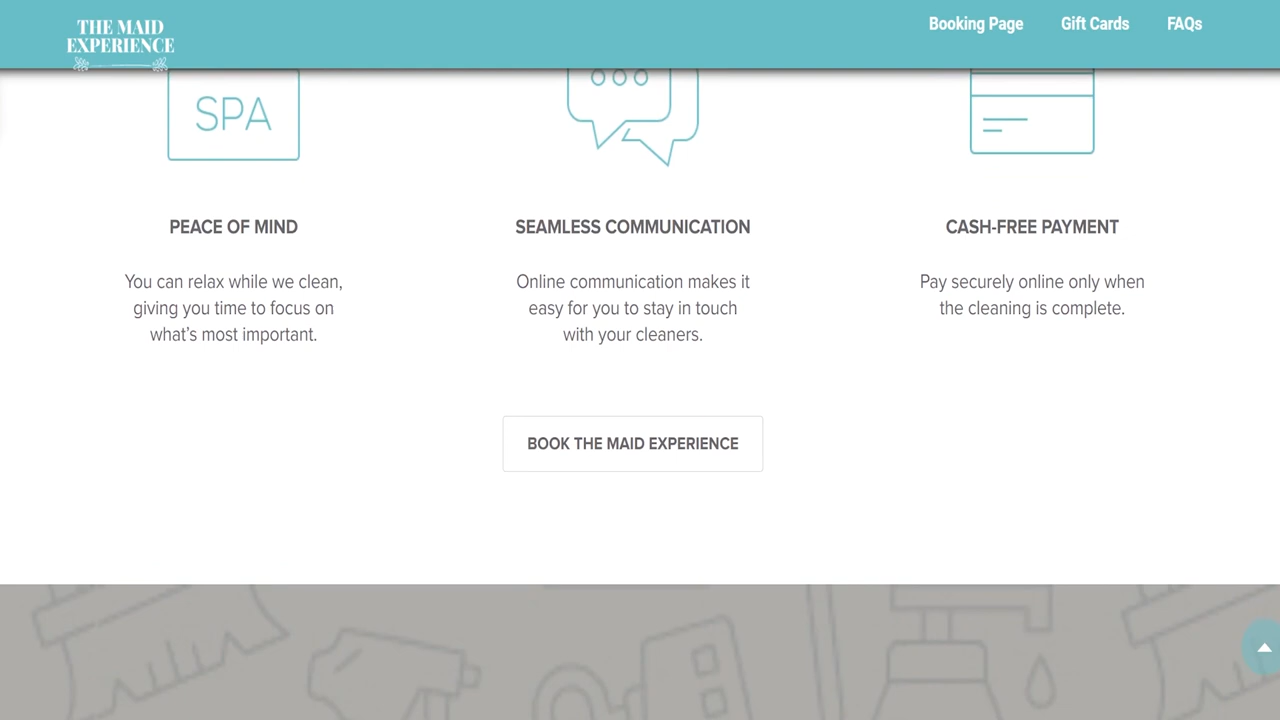 THE MAID
EXPERIENCE
Booking Page
Gift Cards
FAQs
SPA
PEACE OF MIND
You can relax while we clean,
giving you time to focus on
what’s most important.
SEAMLESS COMMUNICATION
Online communication makes it
easy for you to stay in touch
with your cleaners.
CASH-FREE PAYMENT
Pay securely online only when
the cleaning is complete.
BOOK THE MAID EXPERIENCE